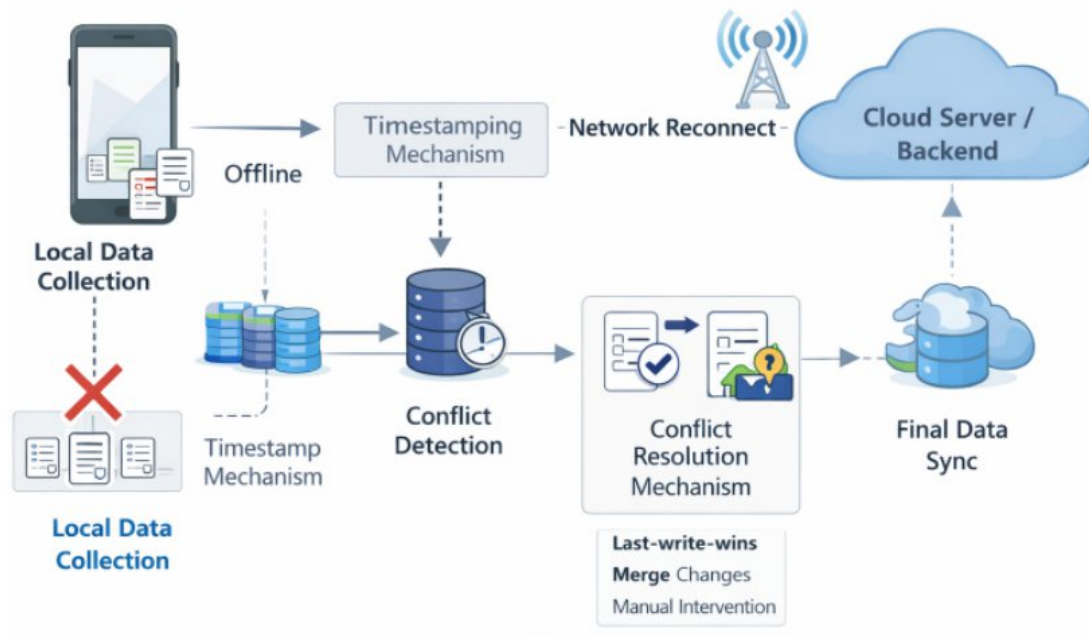 Timestamping
Mechanism
Network Reconnect
Cloud Server /
Backend
Offline
Local Data
Collection
Timestamp
Mechanism
Conflict
Detection
Conflict
Resolution
Mechanism
Final Data
Sync
Local Data
Collection
Last-write-wins
Merge Changes
Manual Intervention